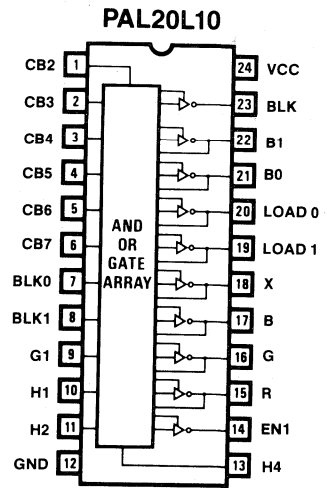 PAL20L10
CB2 1
24 VCC
CB3 2
23 BLK
CB4 3
22 B1
CB5 4
21 B0
CB6 5
20 LOAD 0
CB7 6
19 LOAD 1
AND
OR
GATE
ARRAY
BLK0 7
18 X
BLK1 8
17 B
G1 9
16 G
H1 10
15 R
H2 11
14 EN1
GND 12
13 H4